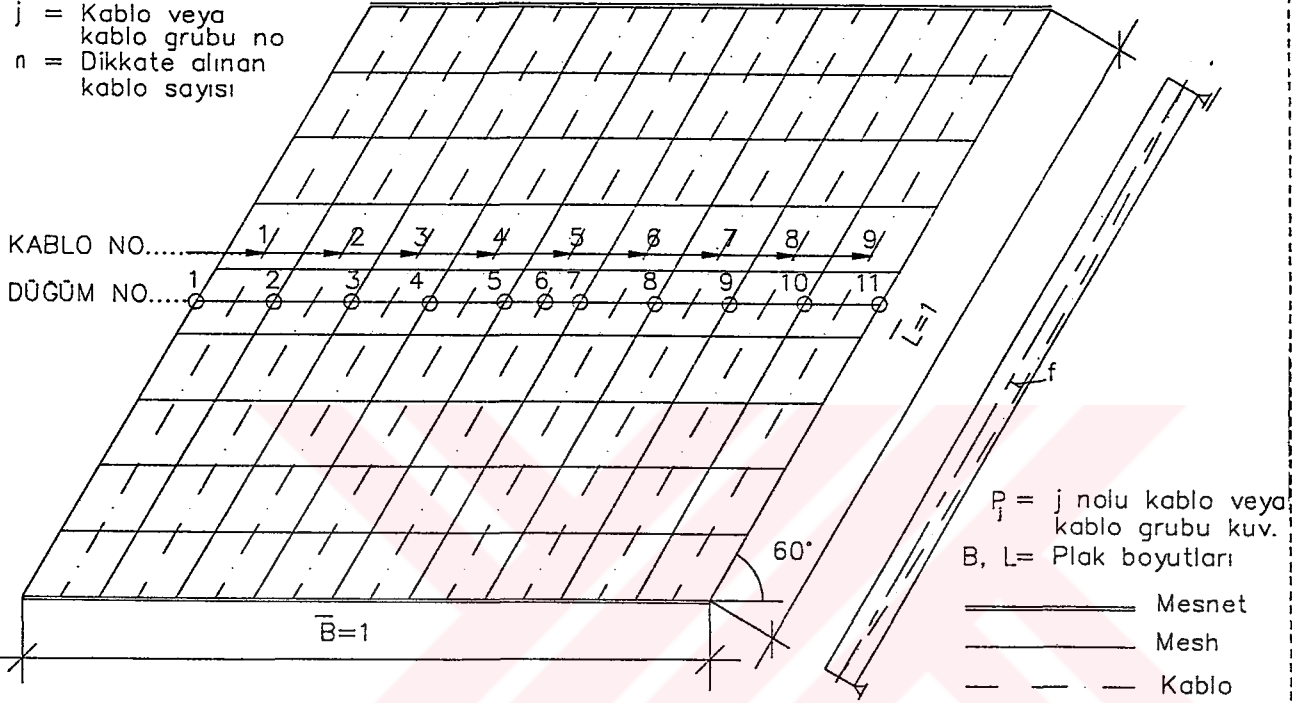 j = Kablo veya
kablo grubu no
n = Dikkate alınan
kablo sayısı
KABLO NO..... 1 2 3 4 5 6 7 8 9
DÜĞÜM NO..... 1 2 3 4 5 6 7 8 9 10 11
L̅=1
f
60°
B̅=1
Pj = j nolu kablo veya
kablo grubu kuv.
B, L= Plak boyutları
Mesnet
Mesh
Kablo